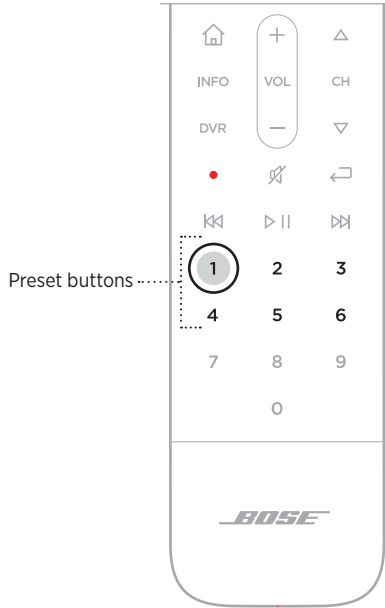 +
INFO VOL CH
DVR −
1 2 3
Preset buttons
4 5 6
7 8 9
0
BOSE